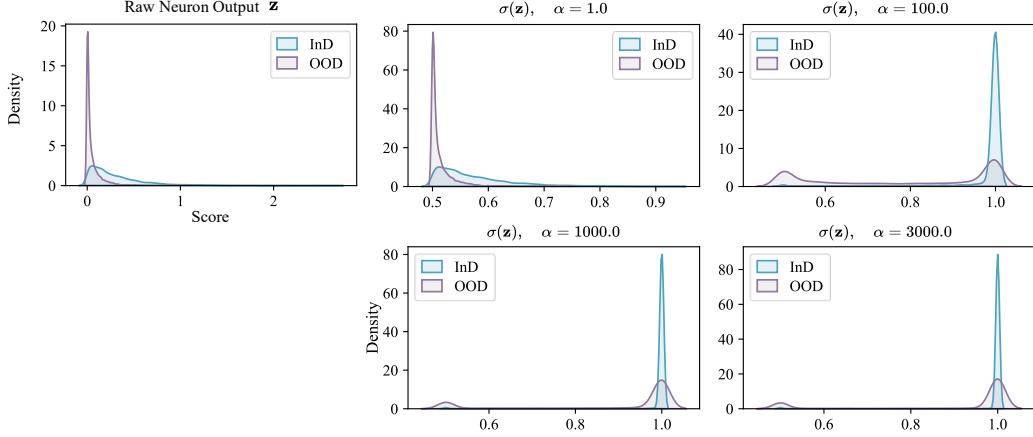 Raw Neuron Output z
Density
20
15
10
5
0
InD
OOD
0 1 2
Score
σ(z), α = 1.0
80
60
40
20
0
InD
OOD
0.5 0.6 0.7 0.8 0.9
σ(z), α = 100.0
40
30
20
10
0
InD
OOD
0.6 0.8 1.0
σ(z), α = 1000.0
Density
80
60
40
20
0
InD
OOD
0.6 0.8 1.0
σ(z), α = 3000.0
80
60
40
20
0
InD
OOD
0.6 0.8 1.0